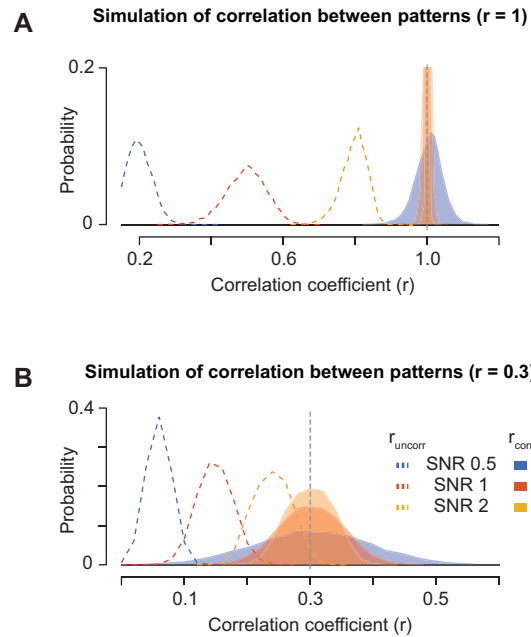 A
Simulation of correlation between patterns (r = 1)
0.2
Probability
0
0.2 0.6 1.0
Correlation coefficient (r)
B
Simulation of correlation between patterns (r = 0.3)
0.4
Probability
0
r_uncorr r_corr
SNR 0.5
SNR 1
SNR 2
0.1 0.3 0.5
Correlation coefficient (r)